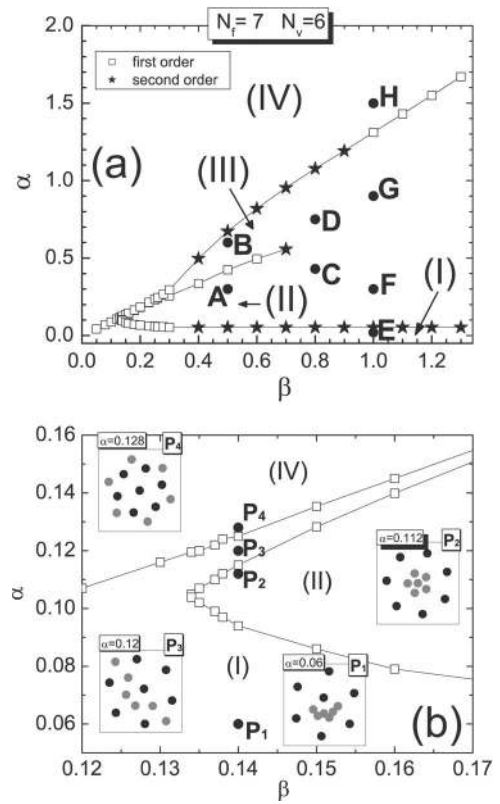 N_f = 7 N_v = 6
first order
second order
(a)
(IV)
(III)
(II)
(I)
A
B
C
D
E
F
G
H
α
2.0
1.5
1.0
0.5
0.0
0.0 0.2 0.4 0.6 0.8 1.0 1.2
β
α=0.128 P₄
(IV)
P₄
P₃
P₂
α=0.112 P₂
(II)
α=0.12 P₃
(I)
α=0.06 P₁
P₁
(b)
α
0.16
0.14
0.12
0.10
0.08
0.06
0.12 0.13 0.14 0.15 0.16 0.17
β